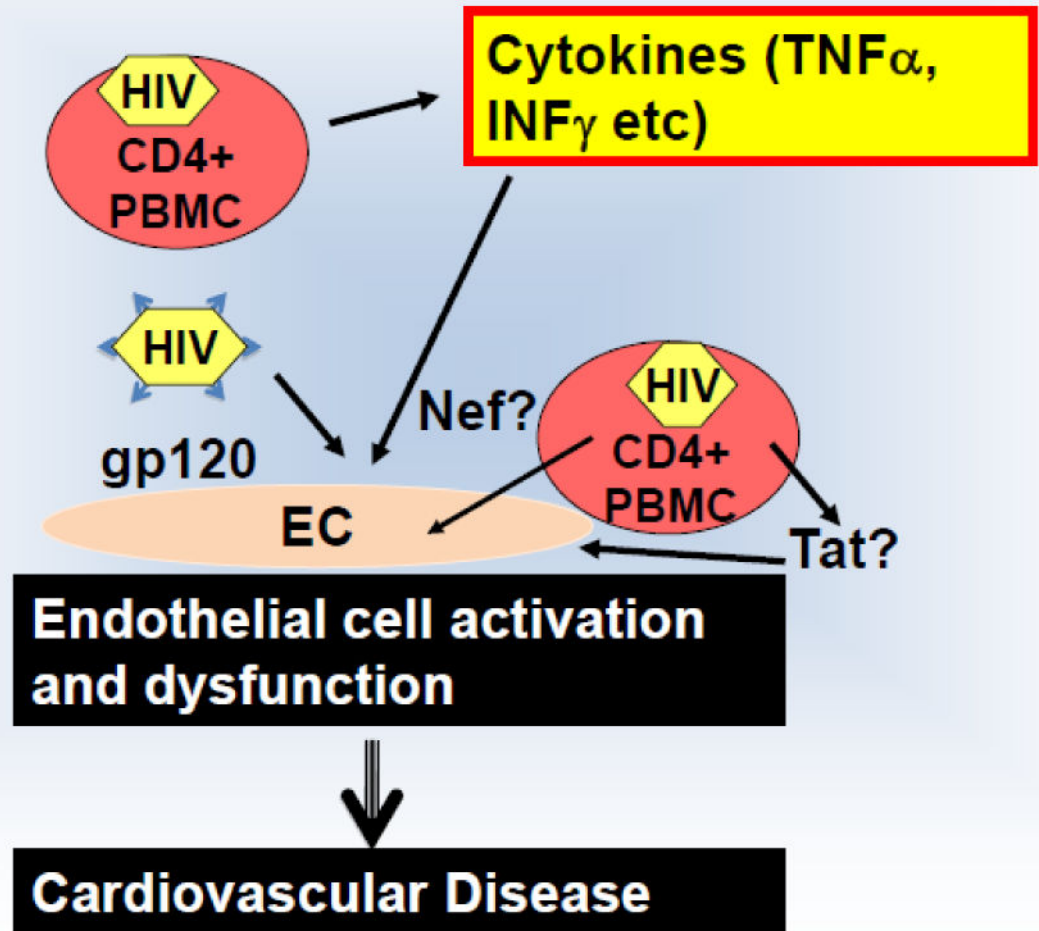 HIV
CD4+
PBMC
Cytokines (TNFα,
INFγ etc)
HIV
gp120
Nef?
HIV
CD4+
PBMC
Tat?
EC
Endothelial cell activation
and dysfunction
Cardiovascular Disease